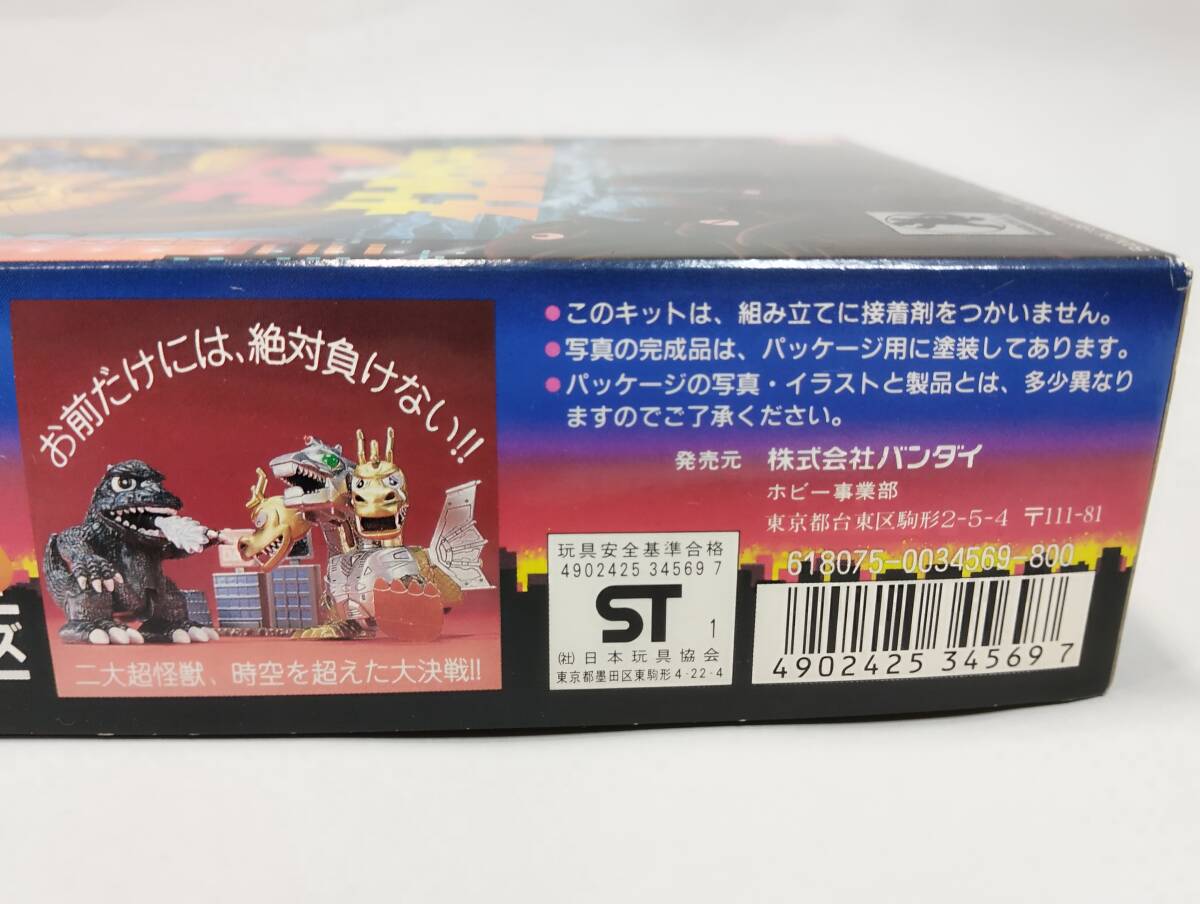 お前だけには、絶対負けない!!
二大超怪獣、時空を超えた大決戦!!
ズ
●このキットは、組み立てに接着剤をつかいません。
●写真の完成品は、パッケージ用に塗装してあります。
●パッケージの写真・イラストと製品とは、多少異なり
ますのでご了承ください。
発売元 株式会社バンダイ
ホビー事業部
東京都台東区駒形2-5-4 〒111-81
618075-0034569-800
玩具安全基準合格
4902425 34569 7
ST 1
㈳日本玩具協会
東京都墨田区東駒形4-22-4
4902425 345697